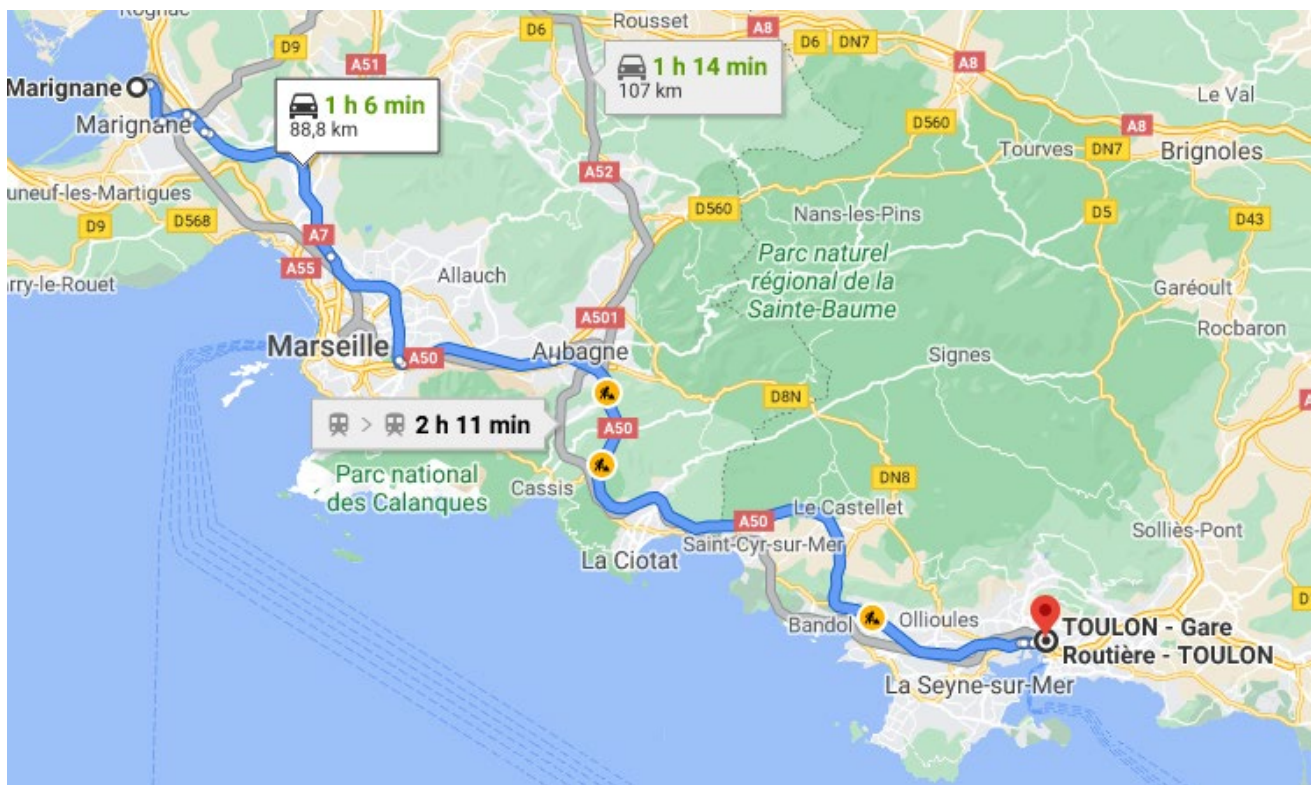 Rognac
D9
D6
Rousset
A8
D6
DN7
A51
1 h 14 min
107 km
A8
Marignane
1 h 6 min
88,8 km
Le Val
Marignane
D560
A8
Tourves
DN7
Brignoles
A52
uneuf-les-Martigues
D9
D568
D560
Nans-les-Pins
D5
D43
A7
Parc naturel
régional de la
Sainte-Baume
A55
Allauch
rry-le-Rouet
Garéoult
A501
Rocbaron
Marseille
A50
Aubagne
Signes
D8N
2 h 11 min
A50
Parc national
des Calanques
Cassis
DN8
Le Castellet
A50
Solliès-Pont
Saint-Cyr-sur-Mer
La Ciotat
Bandol
Ollioules
TOULON - Gare
Routière - TOULON
La Seyne-sur-Mer